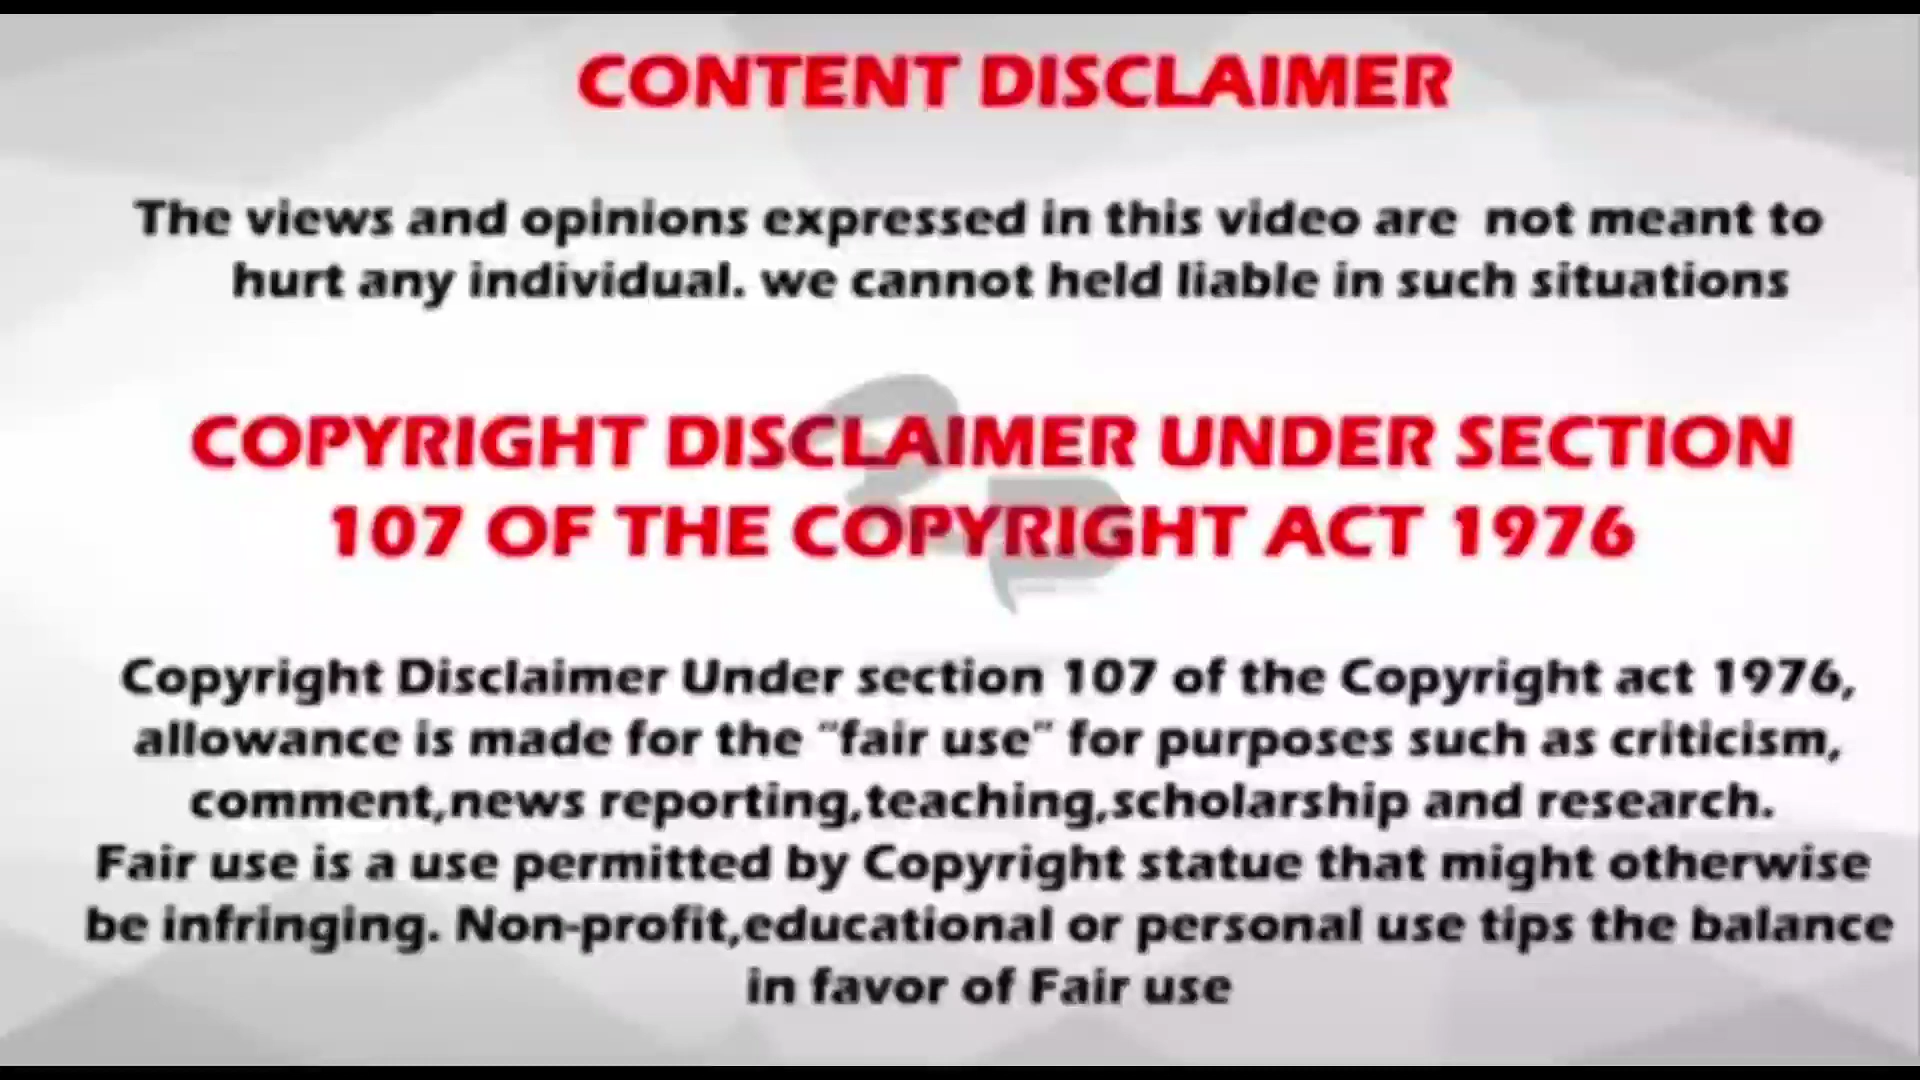 CONTENT DISCLAIMER
The views and opinions expressed in this video are not meant to
hurt any individual. we cannot held liable in such situations
COPYRIGHT DISCLAIMER UNDER SECTION
107 OF THE COPYRIGHT ACT 1976
Copyright Disclaimer Under section 107 of the Copyright act 1976,
allowance is made for the "fair use" for purposes such as criticism,
comment,news reporting,teaching,scholarship and research.
Fair use is a use permitted by Copyright statue that might otherwise
be infringing. Non-profit,educational or personal use tips the balance
in favor of Fair use